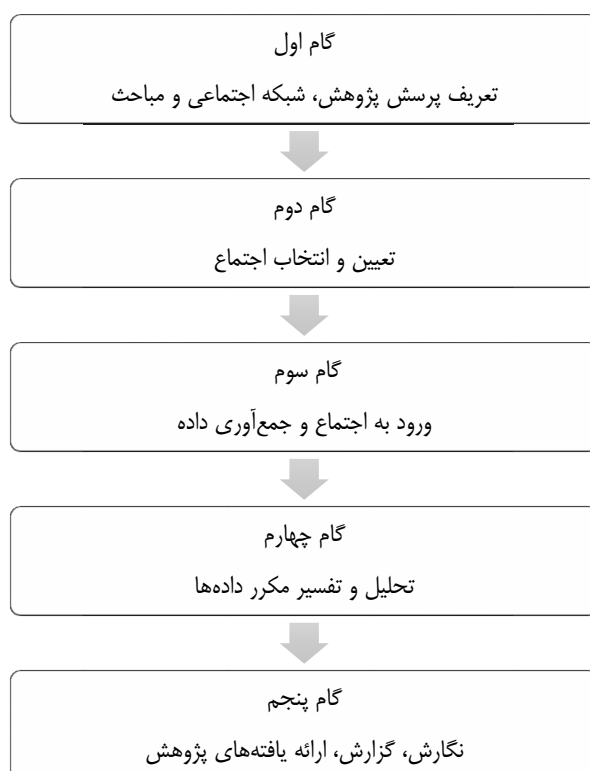 گام اول
تعریف پرسش پژوهش، شبکه اجتماعی و مباحث
گام دوم
تعیین و انتخاب اجتماع
گام سوم
ورود به اجتماع و جمع‌آوری داده
گام چهارم
تحلیل و تفسیر مکرر داده‌ها
گام پنجم
نگارش، گزارش، ارائه یافته‌های پژوهش